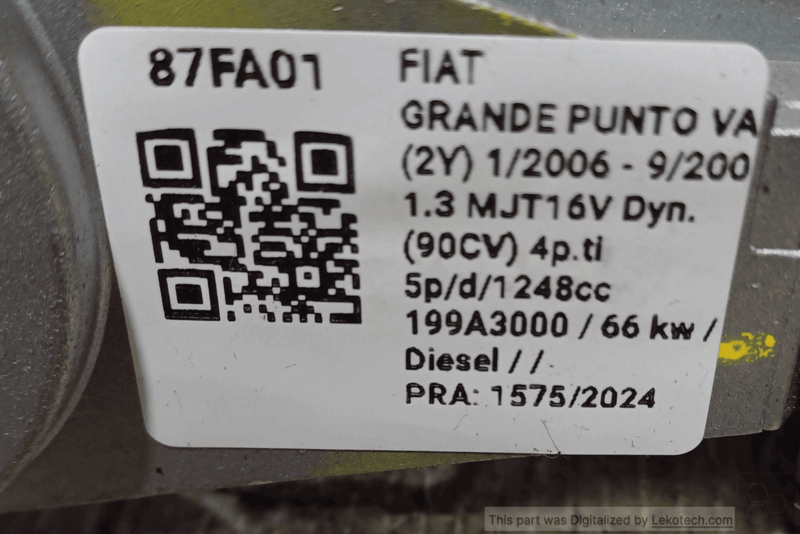 87FA01
FIAT
GRANDE PUNTO VA
(2Y) 1/2006 - 9/200
1.3 MJT16V Dyn.
(90CV) 4p.ti
5p/d/1248cc
199A3000 / 66 kw /
Diesel / /
PRA: 1575/2024
This part was Digitalized by Lekotech.com